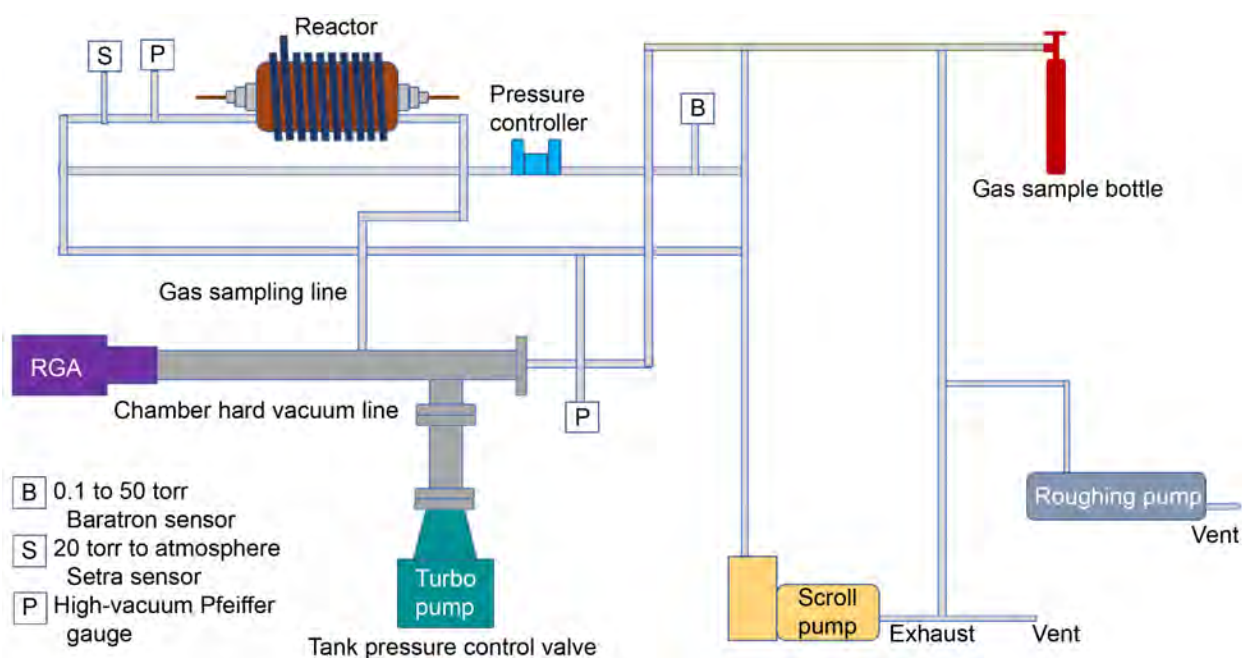 Reactor
S
P
Pressure
controller
B
Gas sample bottle
Gas sampling line
RGA
Chamber hard vacuum line
P
B 0.1 to 50 torr
Baratron sensor
S 20 torr to atmosphere
Setra sensor
P High-vacuum Pfeiffer
gauge
Turbo
pump
Tank pressure control valve
Scroll
pump
Exhaust
Vent
Roughing pump
Vent